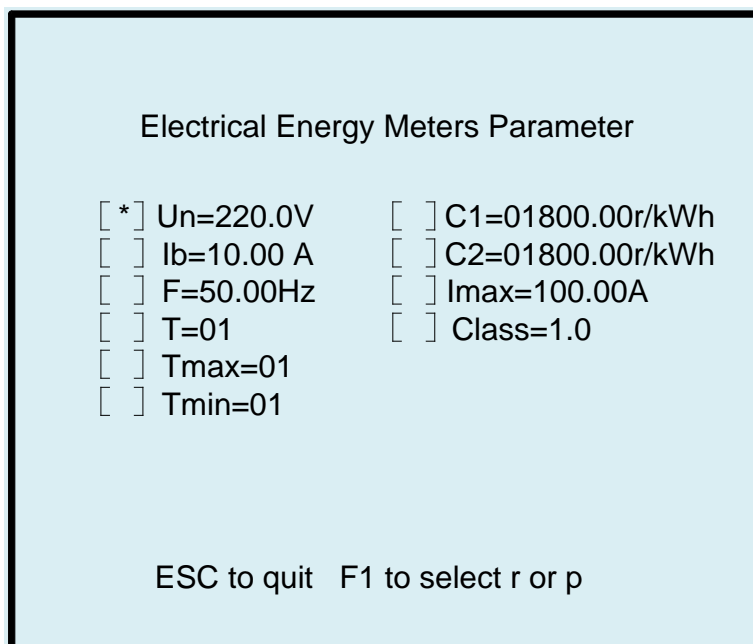 Electrical Energy Meters Parameter
[ * ] Un=220.0V [ ] C1=01800.00r/kWh
[ ] Ib=10.00 A [ ] C2=01800.00r/kWh
[ ] F=50.00Hz [ ] Imax=100.00A
[ ] T=01 [ ] Class=1.0
[ ] Tmax=01
[ ] Tmin=01
ESC to quit F1 to select r or p